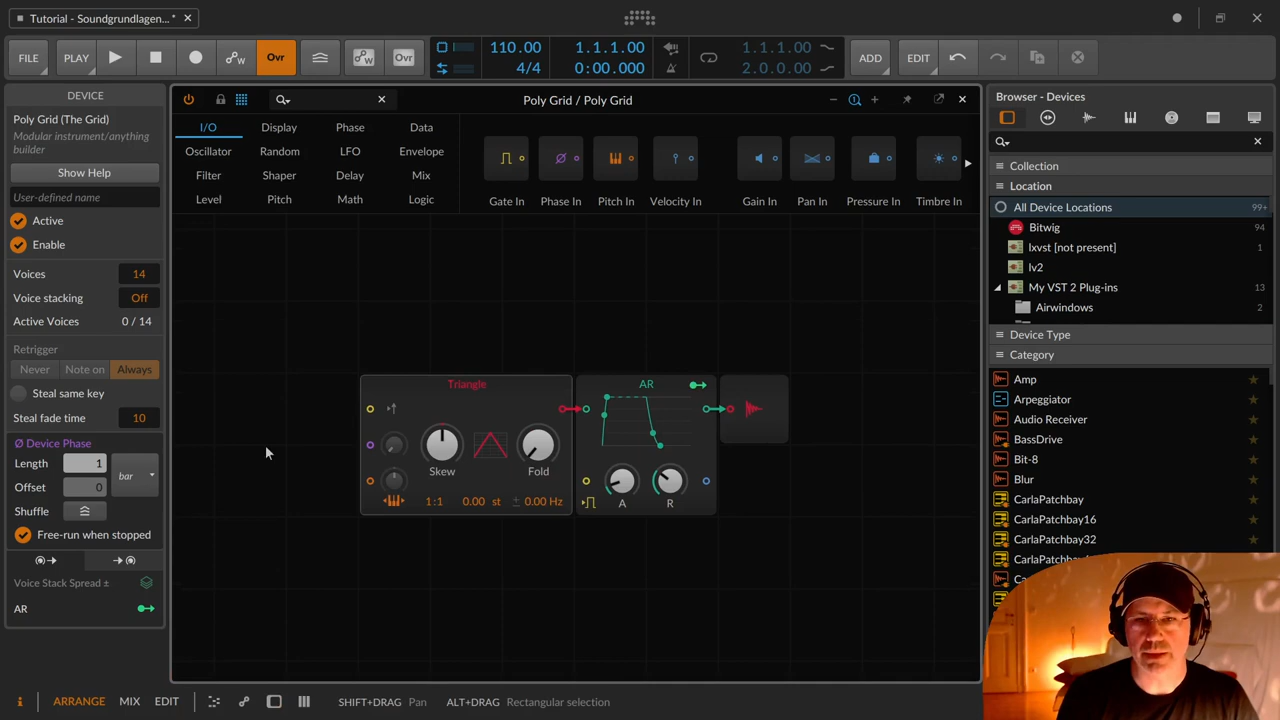 Tutorial - Soundgrundlagen... *
FILE
PLAY
Ovr
Ovr
110.00
4/4
1.1.1.00
0:00.000
1.1.1.00
2.0.0.00
ADD
EDIT
DEVICE
Poly Grid (The Grid)
Modular instrument/anything
builder
Show Help
User-defined name
Active
Enable
Voices 14
Voice stacking Off
Active Voices 0 / 14
Retrigger
Never Note on Always
Steal same key
Steal fade time 10
Ø Device Phase
Length 1
bar
Offset 0
Shuffle
Free-run when stopped
Voice Stack Spread ±
AR
Poly Grid / Poly Grid
I/O Display Phase Data
Oscillator Random LFO Envelope
Filter Shaper Delay Mix
Level Pitch Math Logic
Gate In Phase In Pitch In Velocity In Gain In Pan In Pressure In Timbre In
Triangle
Skew Fold
1:1 0.00 st ± 0.00 Hz
AR
A R
Browser - Devices
Collection
Location
All Device Locations 99+
Bitwig 94
lxvst [not present] 1
lv2
My VST 2 Plug-ins 13
Airwindows 2
Device Type
Category
Amp
Arpeggiator
Audio Receiver
BassDrive
Bit-8
Blur
CarlaPatchbay
CarlaPatchbay16
CarlaPatchbay32
ARRANGE MIX EDIT
SHIFT+DRAG Pan ALT+DRAG Rectangular selection